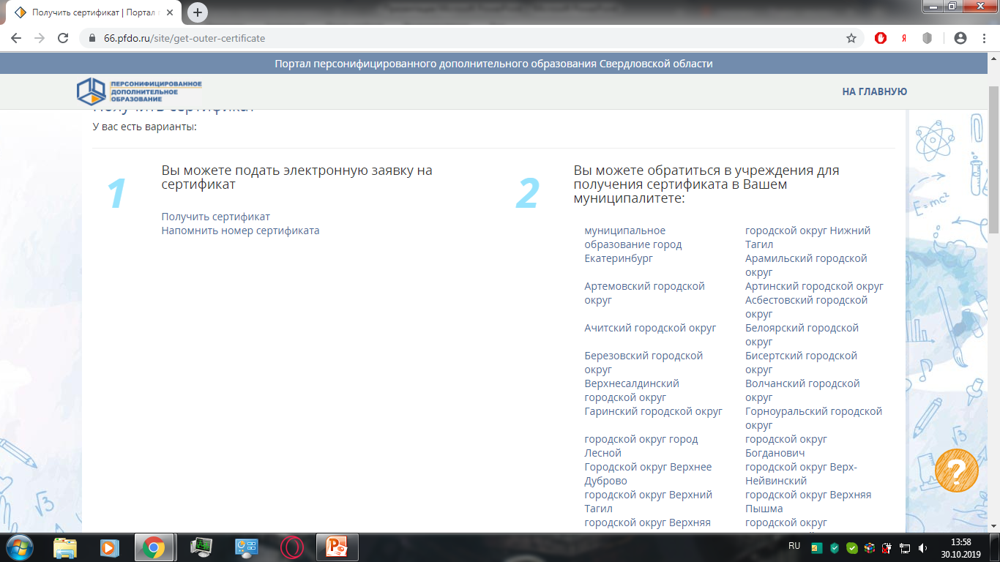 Получить сертификат | Портал
66.pfdo.ru/site/get-outer-certificate
Портал персонифицированного дополнительного образования Свердловской области
ПЕРСОНИФИЦИРОВАННОЕ
ДОПОЛНИТЕЛЬНОЕ
ОБРАЗОВАНИЕ
НА ГЛАВНУЮ
Получить сертификат
У вас есть варианты:
1
Вы можете подать электронную заявку на
сертификат
Получить сертификат
Напомнить номер сертификата
2
Вы можете обратиться в учреждения для
получения сертификата в Вашем
муниципалитете:
муниципальное
образование город
Екатеринбург
городской округ Нижний
Тагил
Арамильский городской
округ
Артемовский городской
округ
Артинский городской округ
Асбестовский городской
округ
Ачитский городской округ
Белоярский городской
округ
Березовский городской
округ
Бисертский городской
округ
Верхнесалдинский
городской округ
Волчанский городской
округ
Гаринский городской округ
Горноуральский городской
округ
городской округ город
Лесной
городской округ
Богданович
Городской округ Верхнее
Дуброво
городской округ Верх-
Нейвинский
городской округ Верхний
Тагил
городской округ Верхняя
Пышма
городской округ Верхняя
городской округ
E=mc²
√3
√3
?
RU
13:58
30.10.2019